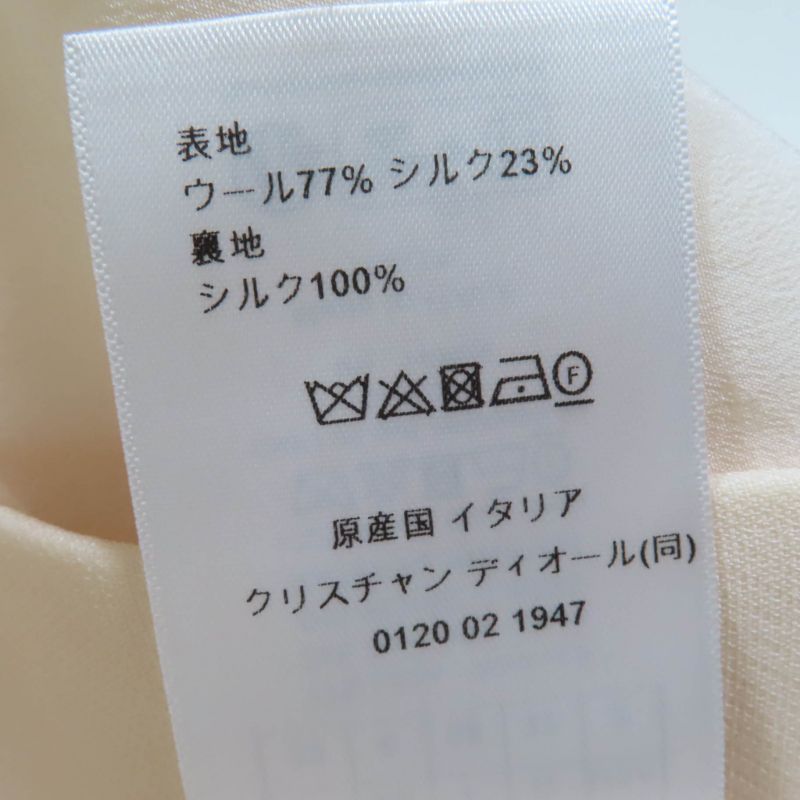 表地
ウール77% シルク23%
裏地
シルク100%
F
原産国 イタリア
クリスチャン ディオール(同)
0120 02 1947